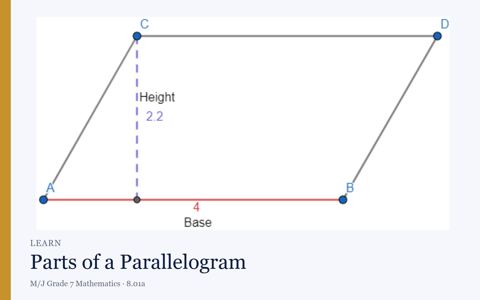 C
D
Height
2.2
A
B
4
Base
LEARN
Parts of a Parallelogram
M/J Grade 7 Mathematics · 8.01a